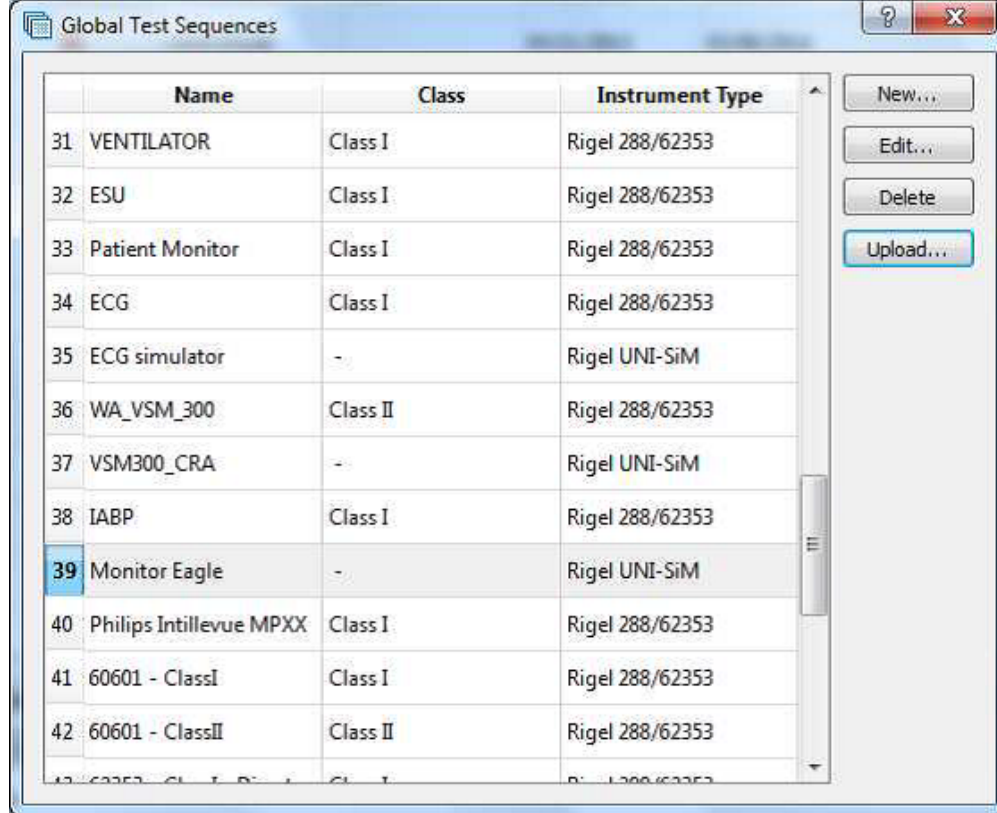 Global Test Sequences
Name Class Instrument Type
New...
31 VENTILATOR Class I Rigel 288/62353
Edit...
32 ESU Class I Rigel 288/62353
Delete
33 Patient Monitor Class I Rigel 288/62353
Upload...
34 ECG Class I Rigel 288/62353
35 ECG simulator - Rigel UNI-SiM
36 WA_VSM_300 Class II Rigel 288/62353
37 VSM300_CRA - Rigel UNI-SiM
38 IABP Class I Rigel 288/62353
39 Monitor Eagle - Rigel UNI-SiM
40 Philips Intillevue MPXX Class I Rigel 288/62353
41 60601 - ClassI Class I Rigel 288/62353
42 60601 - ClassII Class II Rigel 288/62353